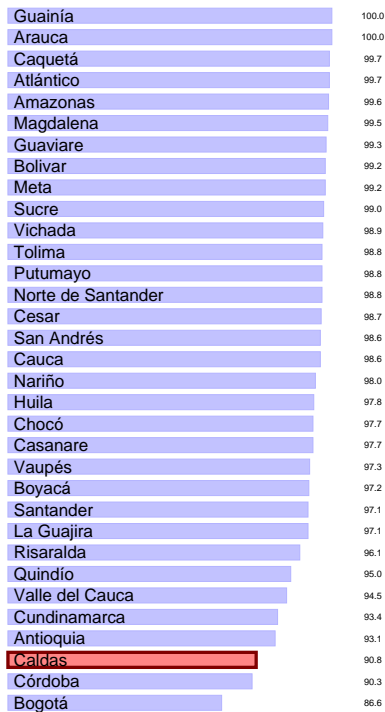 Guainía 100.0
Arauca 100.0
Caquetá 99.7
Atlántico 99.7
Amazonas 99.6
Magdalena 99.5
Guaviare 99.3
Bolivar 99.2
Meta 99.2
Sucre 99.0
Vichada 98.9
Tolima 98.8
Putumayo 98.8
Norte de Santander 98.8
Cesar 98.7
San Andrés 98.6
Cauca 98.6
Nariño 98.0
Huila 97.8
Chocó 97.7
Casanare 97.7
Vaupés 97.3
Boyacá 97.2
Santander 97.1
La Guajira 97.1
Risaralda 96.1
Quindío 95.0
Valle del Cauca 94.5
Cundinamarca 93.4
Antioquia 93.1
Caldas 90.8
Córdoba 90.3
Bogotá 86.6